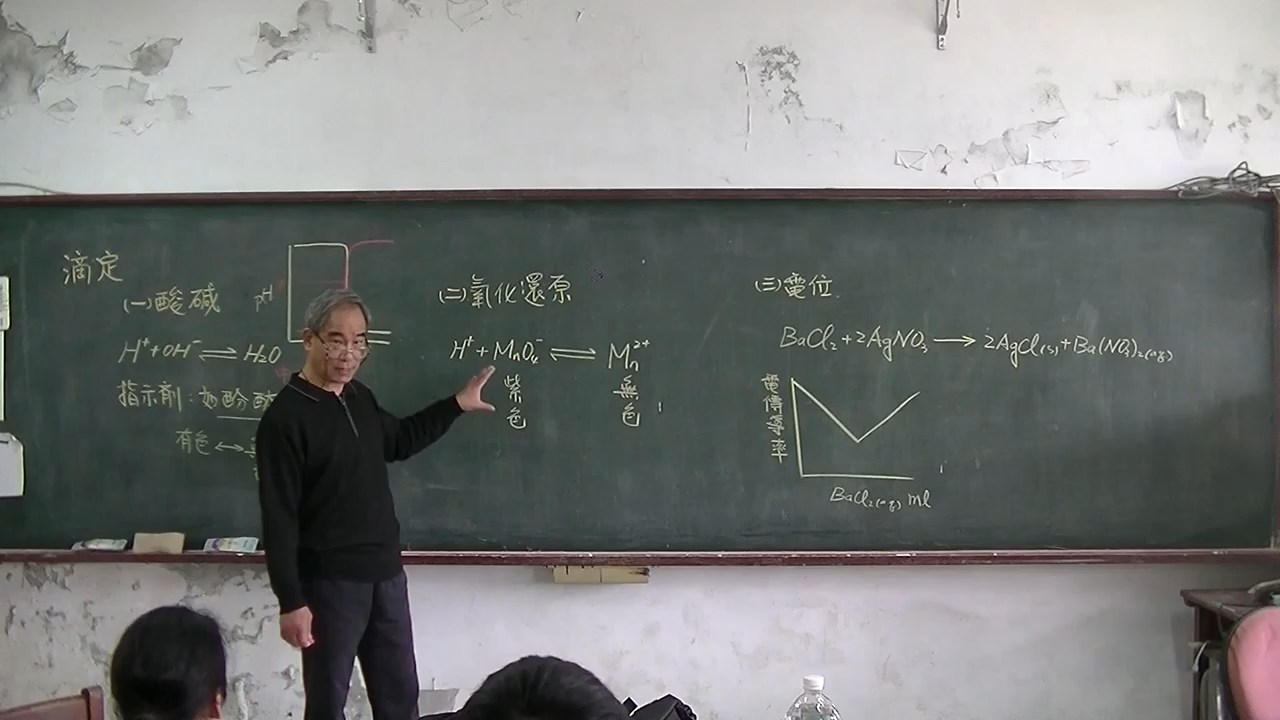 滴定
(一)酸碱
pH
H⁺+OH⁻⇌H₂O
指示劑:如酚酞
有色↔
(二)氧化還原
H⁺+MnO₄⁻⇌Mn²⁺
紫色
無色
(三)電位
BaCl₂+2AgNO₃→2AgCl(s)+Ba(NO₃)₂(aq)
電傳導率
BaCl₂(aq) ml